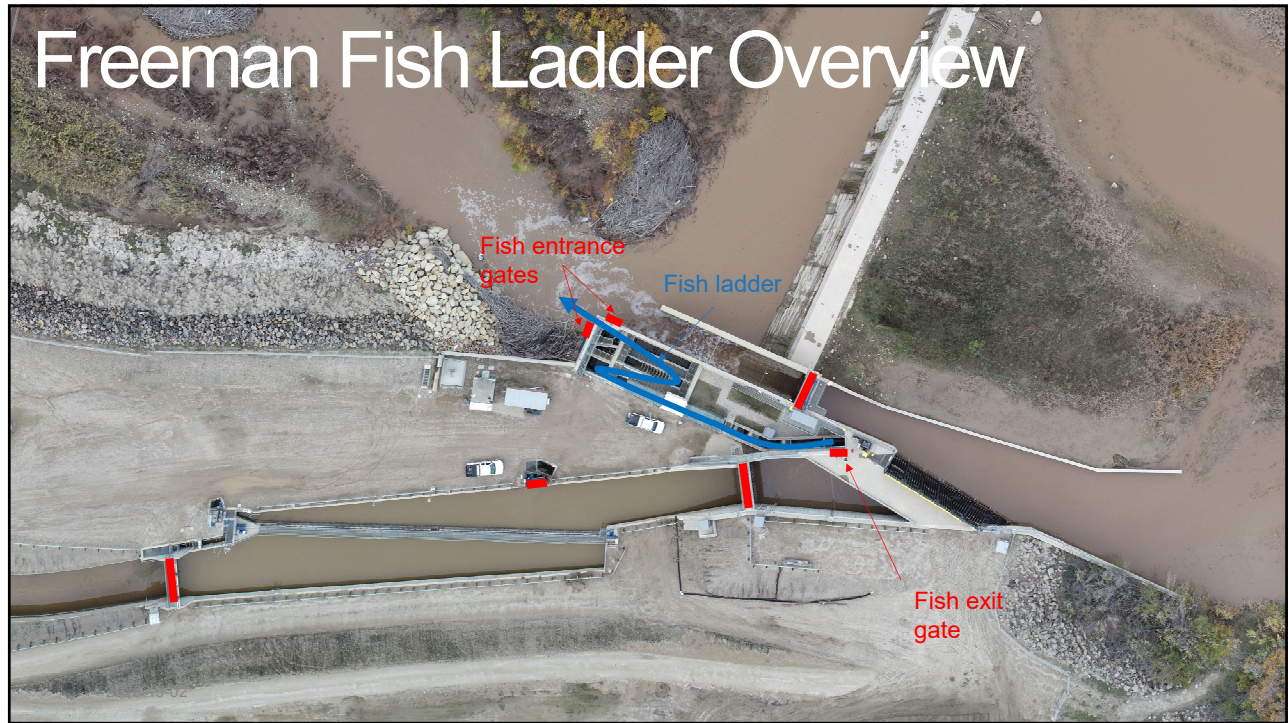 Freeman Fish Ladder Overview
Fish entrance
gates
Fish ladder
Fish exit
gate